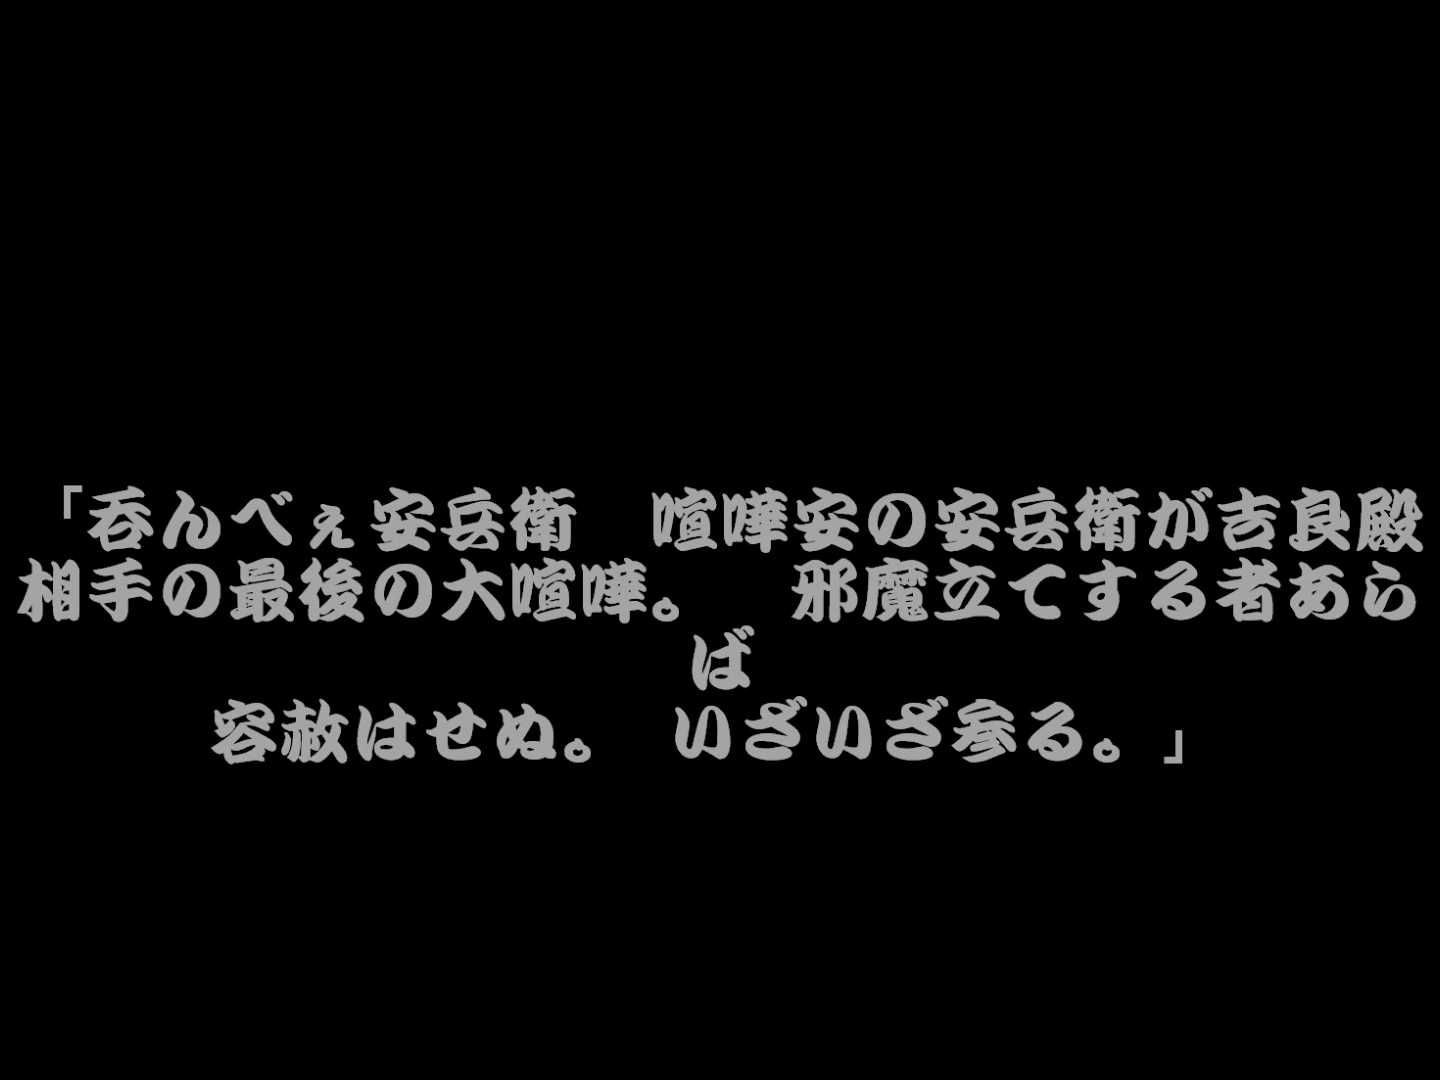 「呑んべぇ安兵衛　喧嘩安の安兵衛が吉良殿
相手の最後の大喧嘩。　邪魔立てする者あら
ば
容赦はせぬ。　いざいざ参る。」